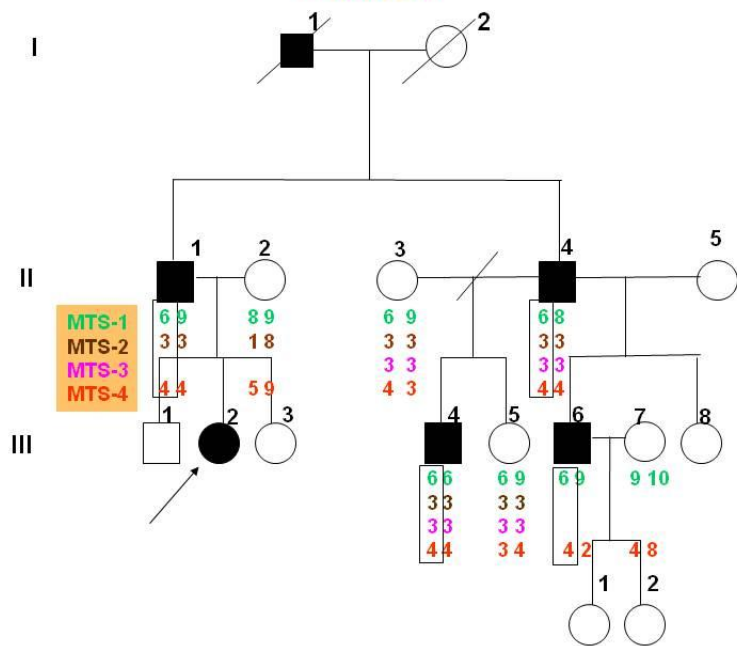 1 2
I
1 2 3 4 5
II
MTS-1 6 9 8 9 6 9 6 8
MTS-2 3 3 1 8 3 3 3 3
MTS-3 3 3 3 3
MTS-4 4 4 5 9 4 3 4 4
1 2 3 4 5 6 7 8
III
6 6 6 9 6 9 9 10
3 3 3 3
3 3 3 3
4 4 3 4 4 2 4 8
1 2